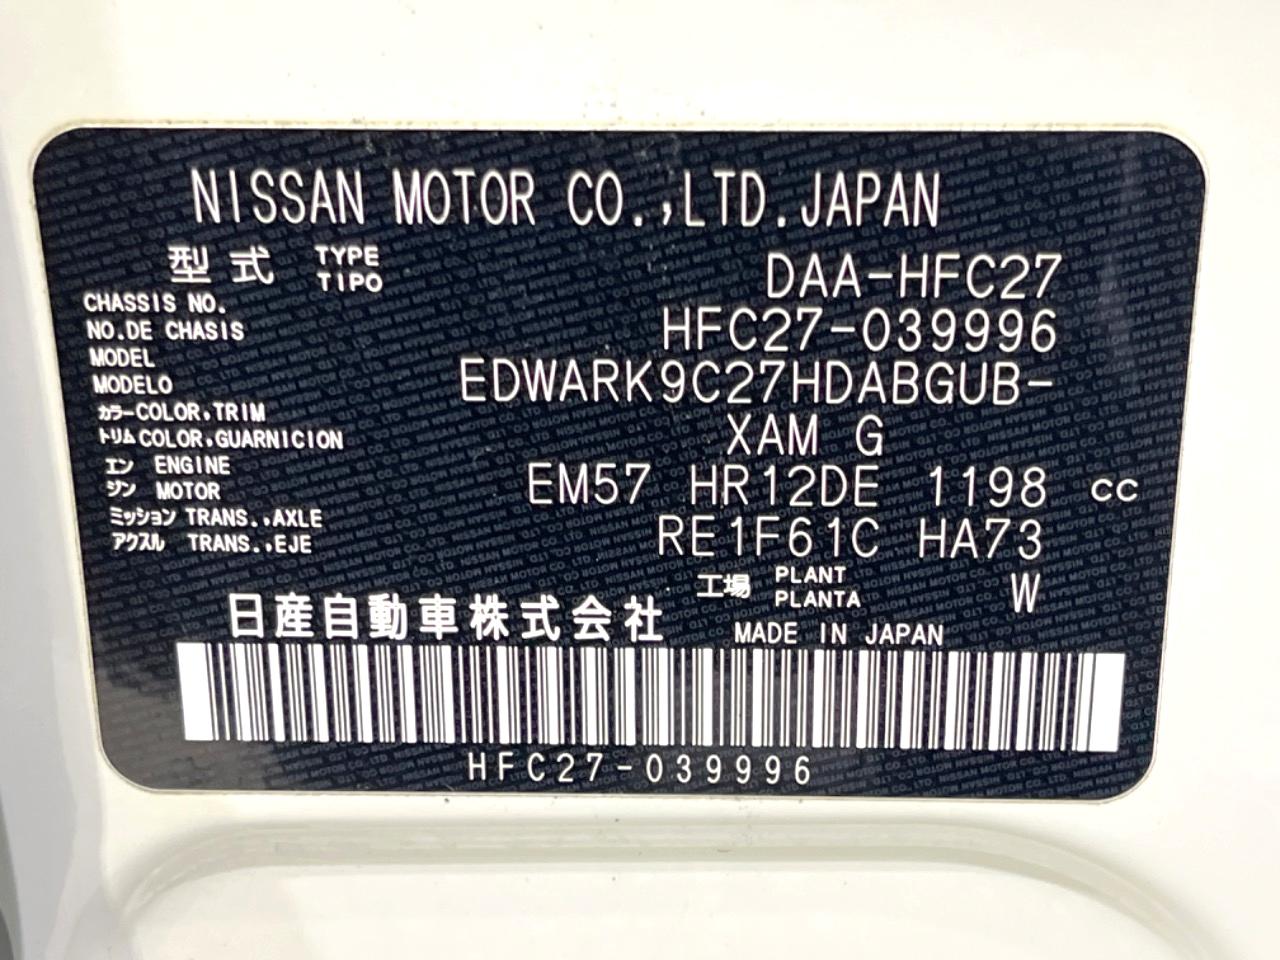 NISSAN MOTOR CO.,LTD.JAPAN
型式 TYPE TIPO DAA-HFC27
CHASSIS NO.
NO.DE CHASIS HFC27-039996
MODEL
MODELO EDWARK9C27HDABGUB-
カラー COLOR,TRIM
トリム COLOR,GUARNICION XAM G
エン ENGINE
ジン MOTOR EM57 HR12DE 1198 cc
ミッション TRANS.,AXLE
アクスル TRANS.,EJE RE1F61C HA73
工場 PLANT PLANTA W
日産自動車株式会社 MADE IN JAPAN
HFC27-039996